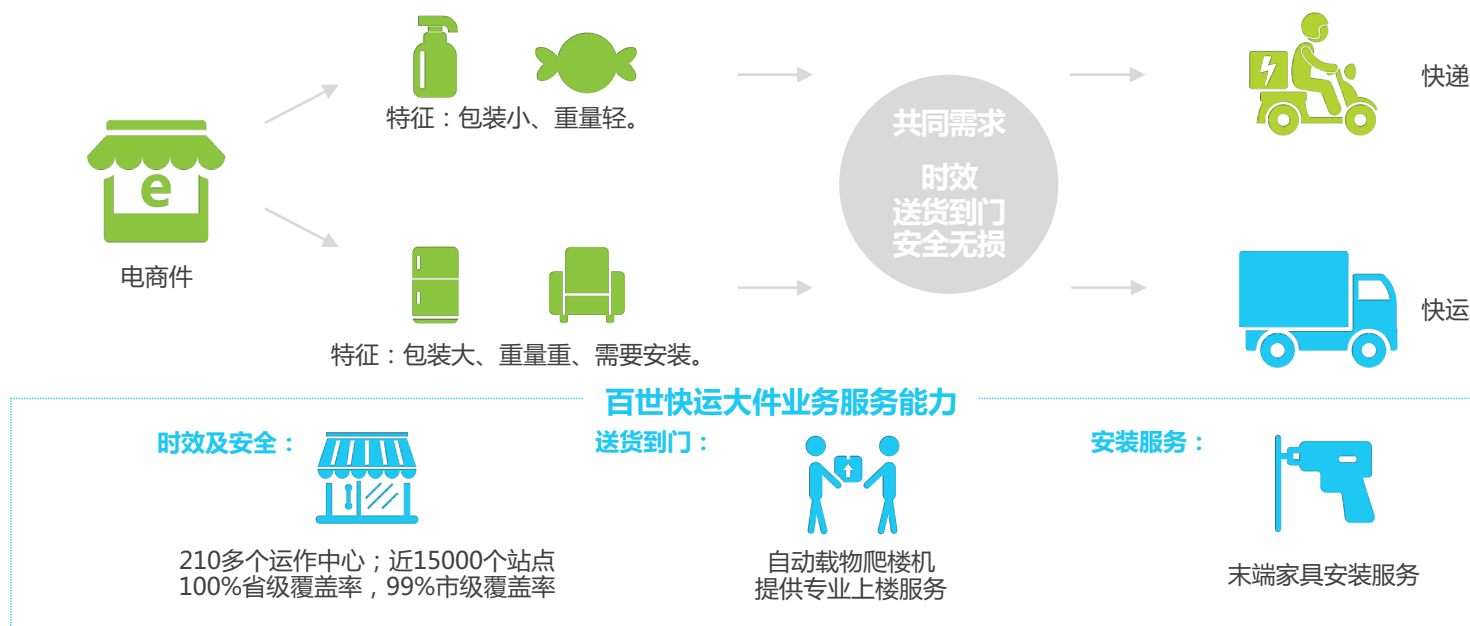 特征：包装小、重量轻。
快递
e
共同需求
时效
送货到门
安全无损
电商件
快运
特征：包装大、重量重、需要安装。
百世快运大件业务服务能力
时效及安全：
210多个运作中心；近15000个站点
100%省级覆盖率，99%市级覆盖率
送货到门：
自动载物爬楼机
提供专业上楼服务
安装服务：
末端家具安装服务